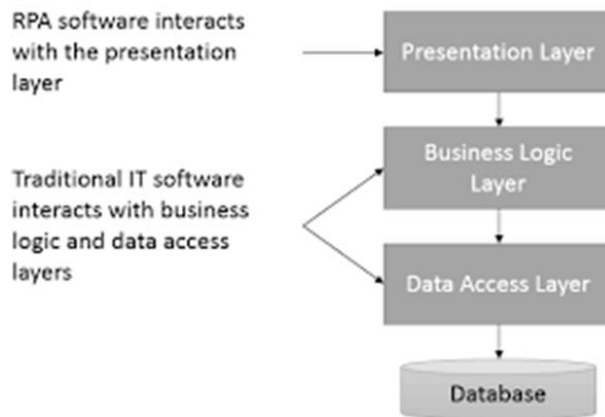 RPA software interacts
with the presentation
layer
Presentation Layer
Business Logic
Layer
Traditional IT software
interacts with business
logic and data access
layers
Data Access Layer
Database